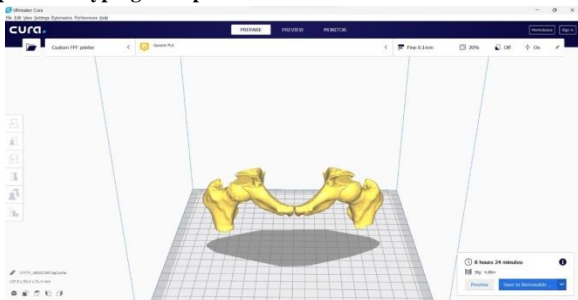 Ultimaker Cura
File Edit View Settings Extensions Preferences Help
cura.
PREPARE PREVIEW MONITOR
Marketplace Sign in
Custom FFF printer
Generic PLA
Fine 0.1mm
20%
Off
On
8 hours 24 minutes
Preview
Save to Removable ...